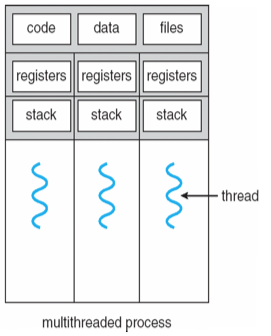 code data files
registers registers registers
stack stack stack
thread
multithreaded process